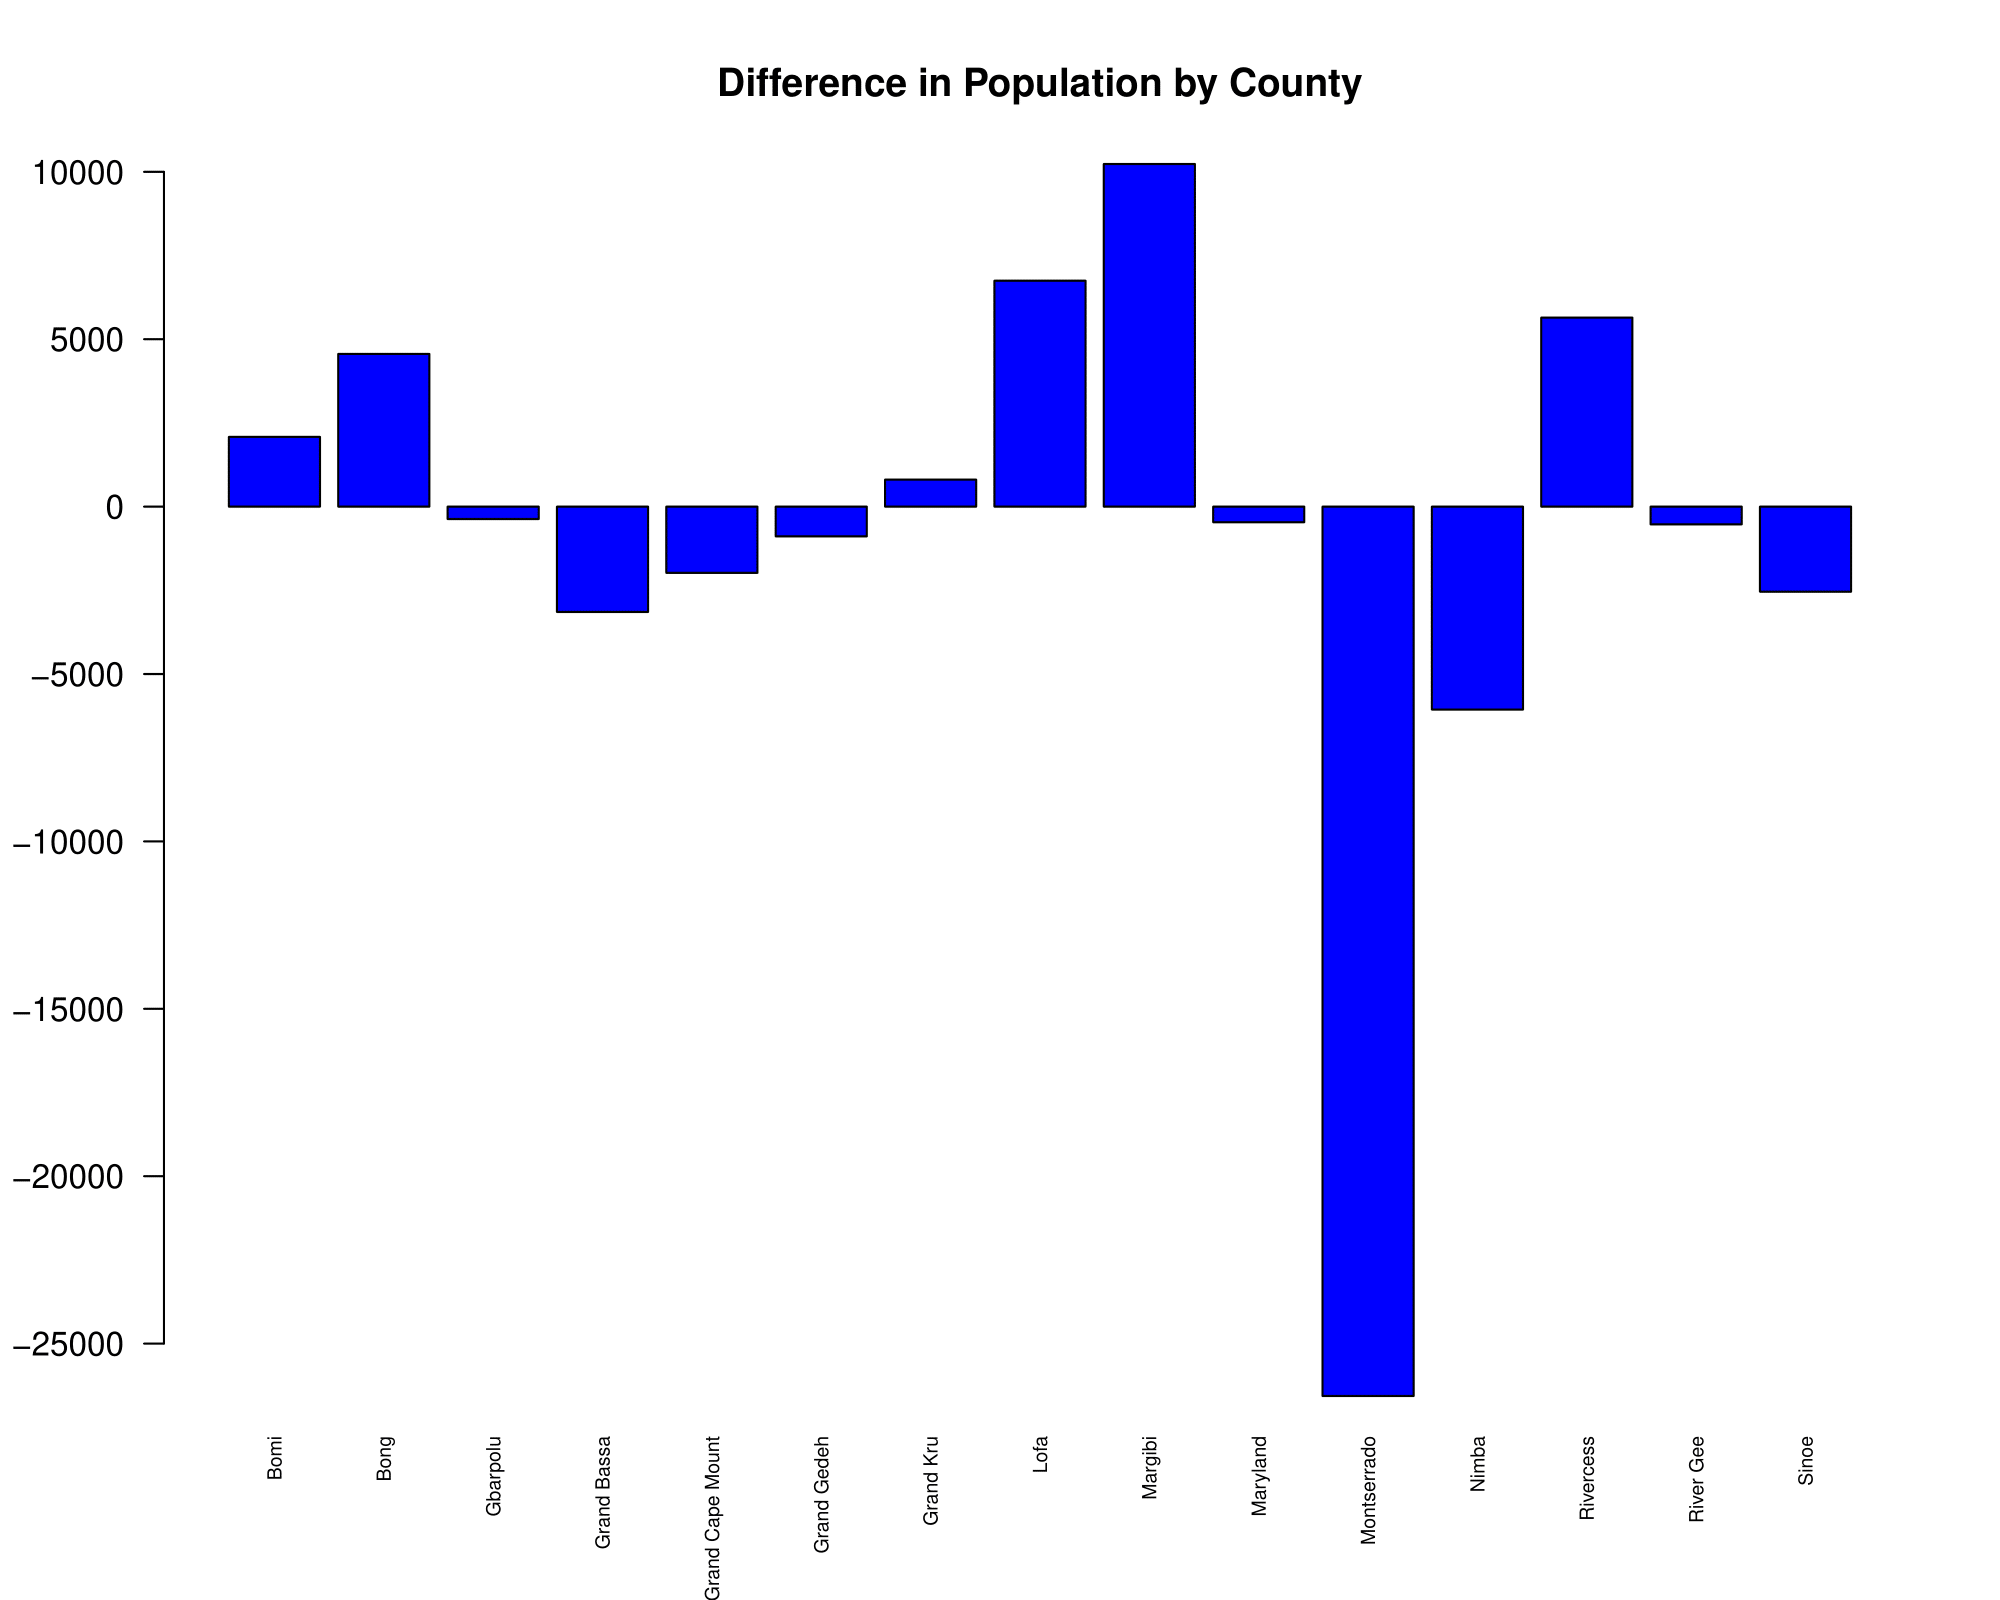 Difference in Population by County
10000
5000
0
−5000
−10000
−15000
−20000
−25000
Bomi
Bong
Gbarpolu
Grand Bassa
Grand Cape Mount
Grand Gedeh
Grand Kru
Lofa
Margibi
Maryland
Montserrado
Nimba
Rivercess
River Gee
Sinoe